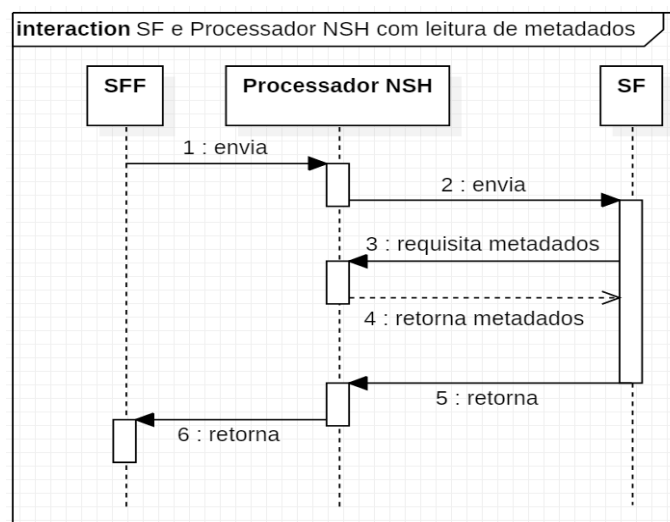 interaction SF e Processador NSH com leitura de metadados
SFF
Processador NSH
SF
1 : envia
2 : envia
3 : requisita metadados
4 : retorna metadados
5 : retorna
6 : retorna